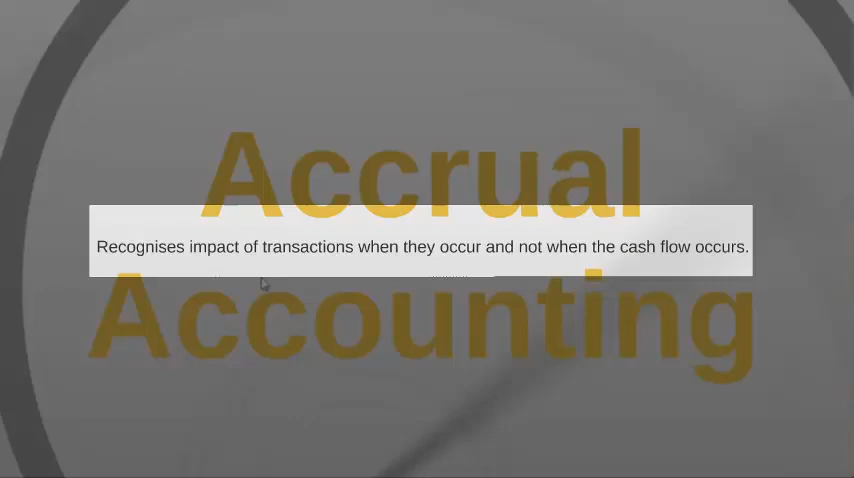 Accrual
Recognises impact of transactions when they occur and not when the cash flow occurs.
Accounting